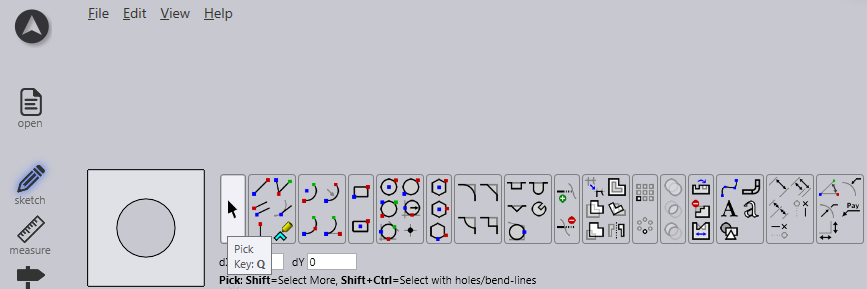 File Edit View Help
open
sketch
measure
A a
Pay
Pick
Key: Q
dY 0
Pick: Shift=Select More, Shift+Ctrl=Select with holes/bend-lines